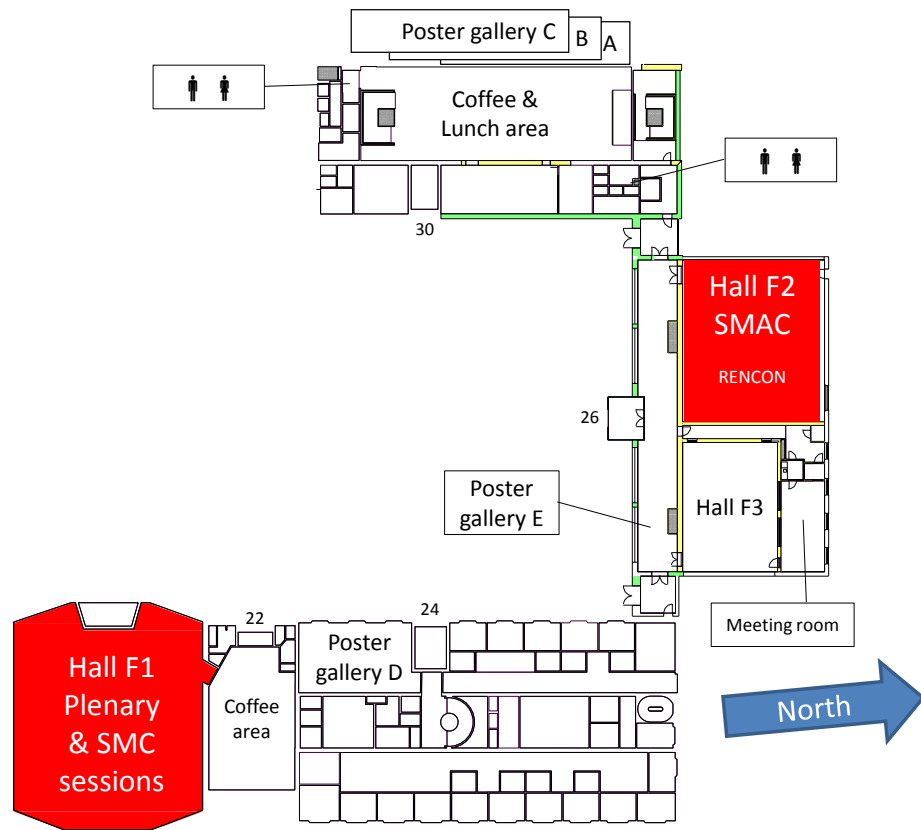 Poster gallery C
B
A
Coffee &
Lunch area
30
Hall F2
SMAC
RENCON
26
Poster
gallery E
Hall F3
Meeting room
22
24
Hall F1
Plenary
& SMC
sessions
Coffee
area
Poster
gallery D
North